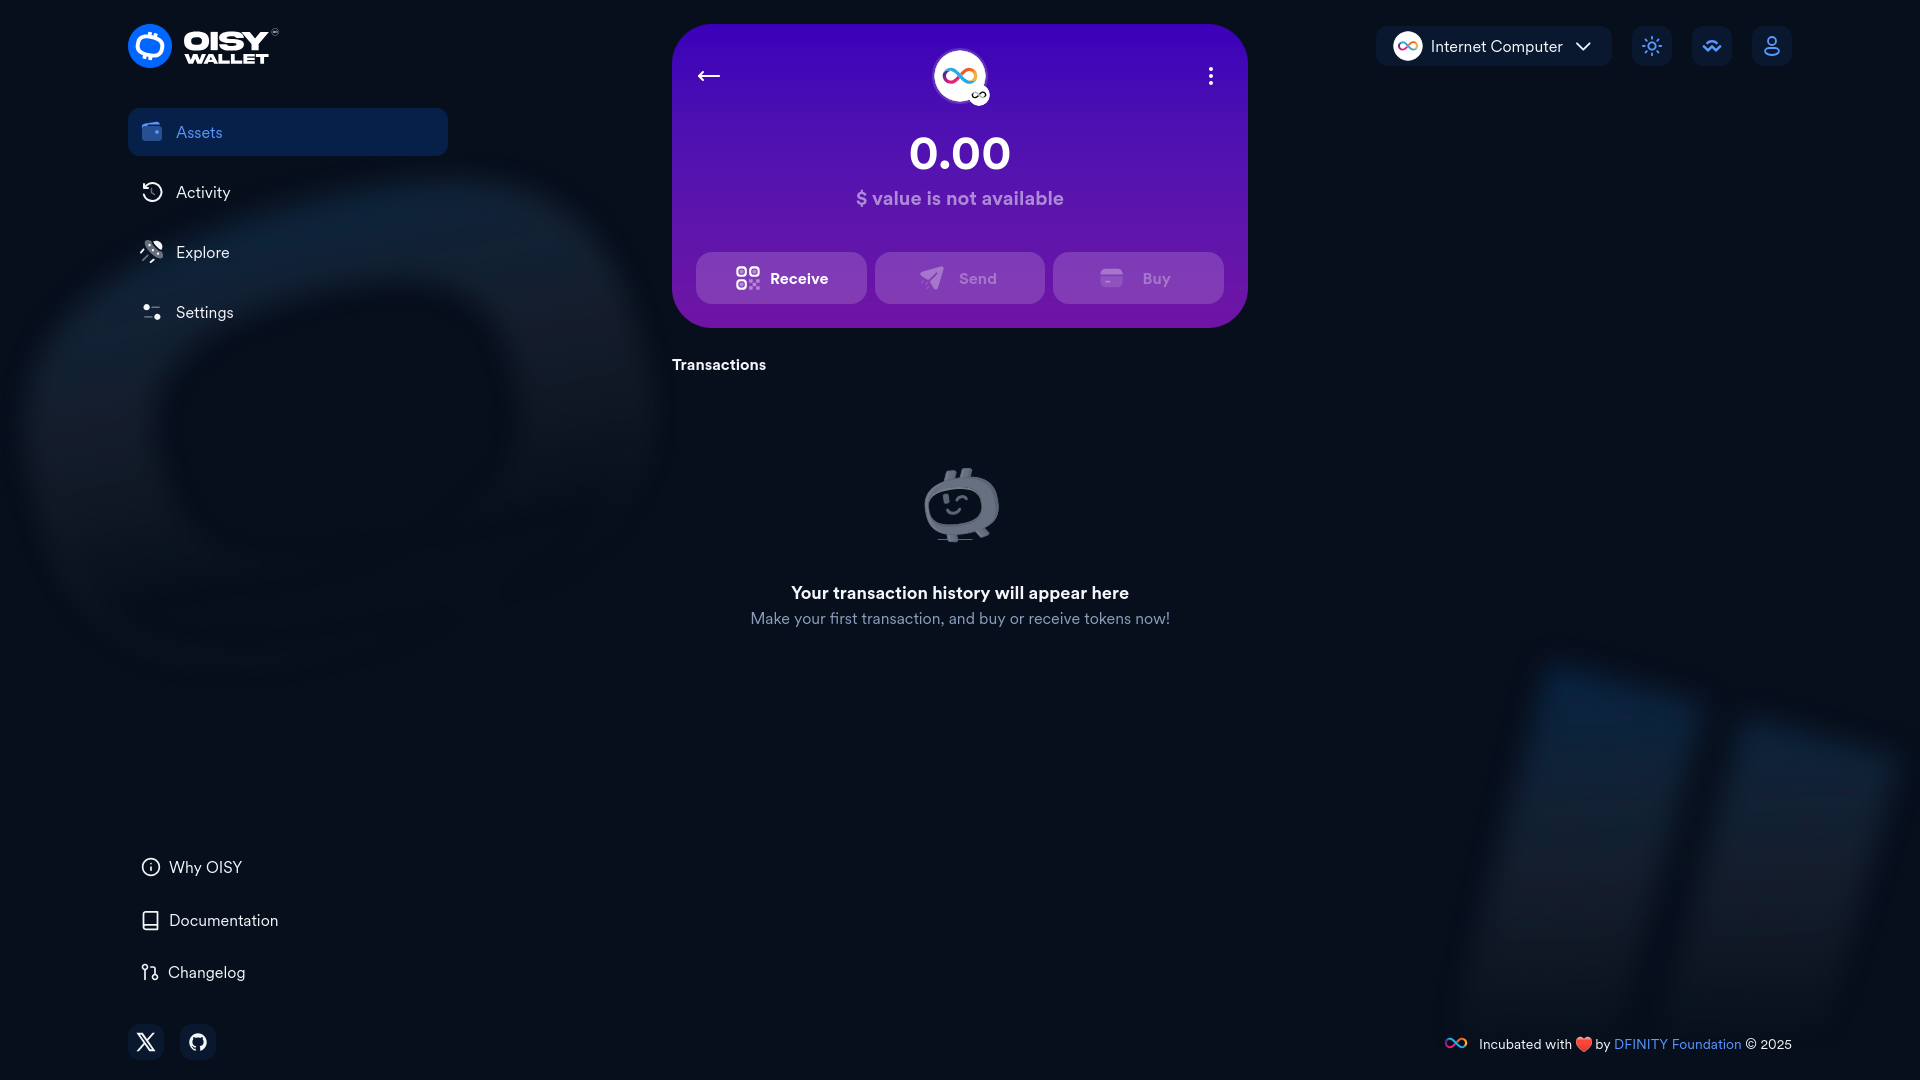 OISY
WALLET
Internet Computer
Assets
Activity
Explore
Settings
0.00
$ value is not available
Receive
Send
Buy
Transactions
Your transaction history will appear here
Make your first transaction, and buy or receive tokens now!
Why OISY
Documentation
Changelog
Incubated with ❤️ by DFINITY Foundation © 2025